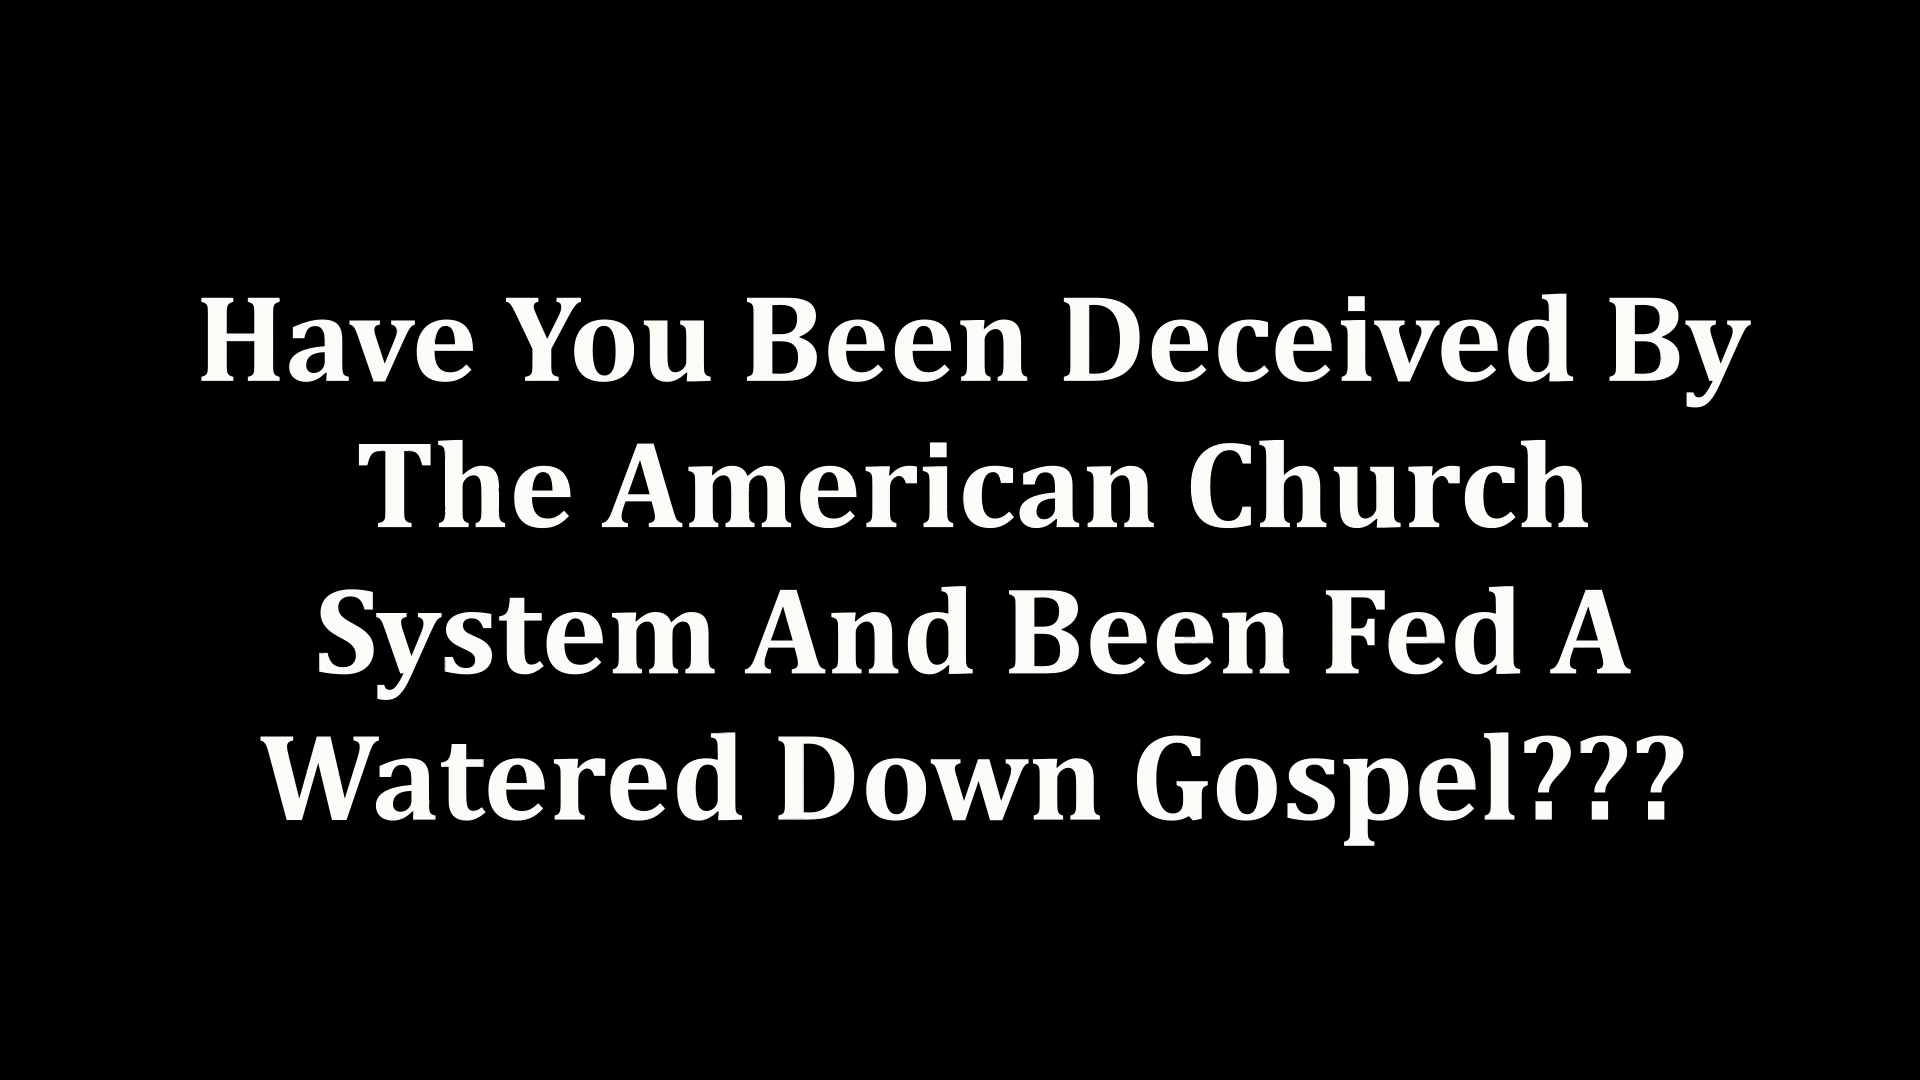 Have You Been Deceived By
The American Church
System And Been Fed A
Watered Down Gospel???